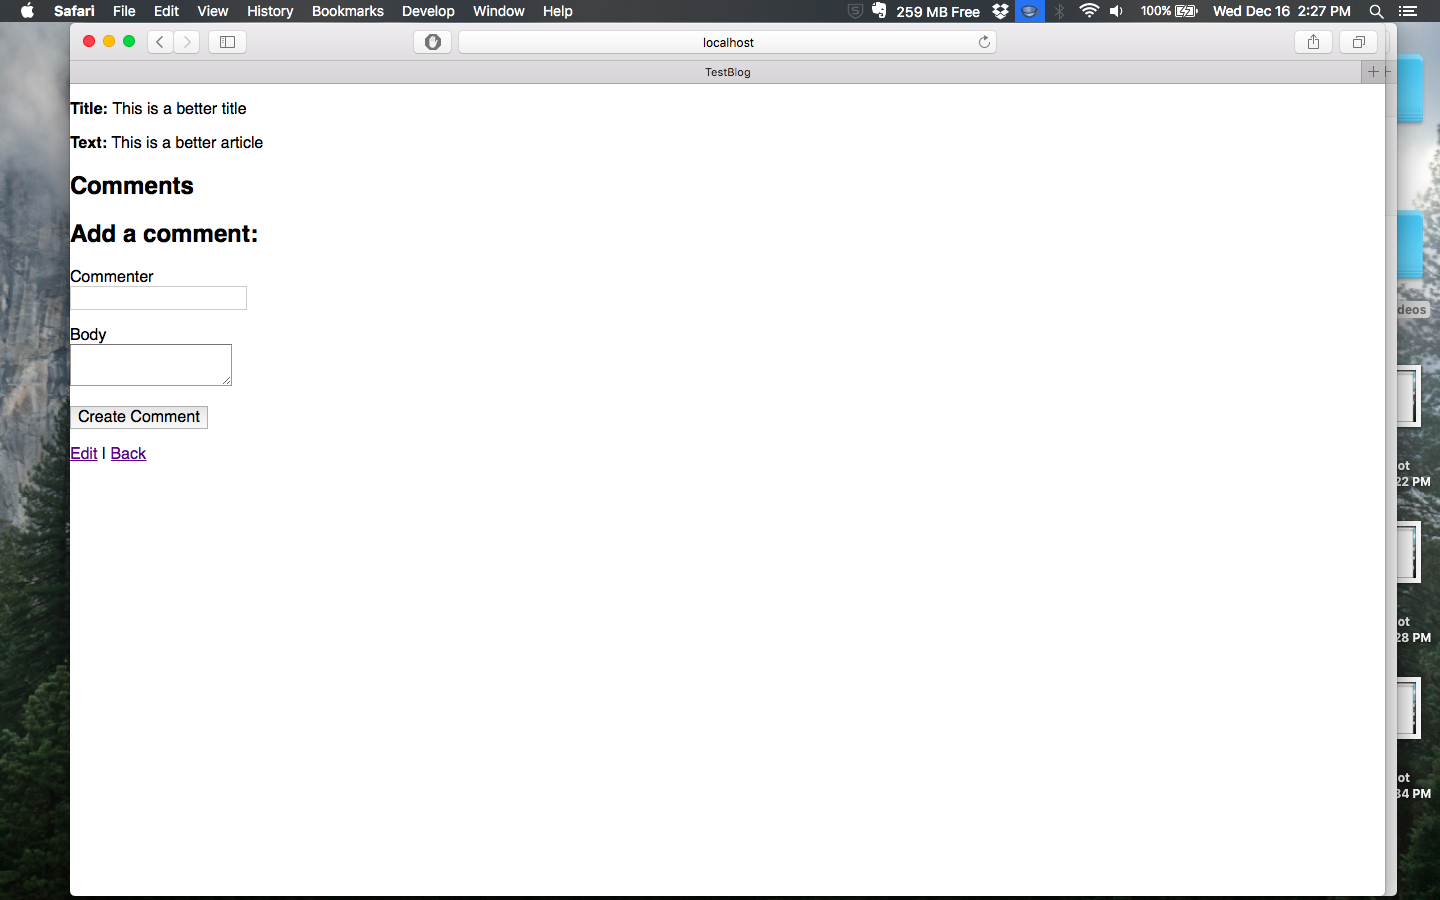 Safari File Edit View History Bookmarks Develop Window Help 259 MB Free 100% Wed Dec 16 2:27 PM
localhost
TestBlog
Title: This is a better title
Text: This is a better article
Comments
Add a comment:
Commenter
Body
Create Comment
Edit | Back
deos
ot
22 PM
ot
28 PM
ot
34 PM